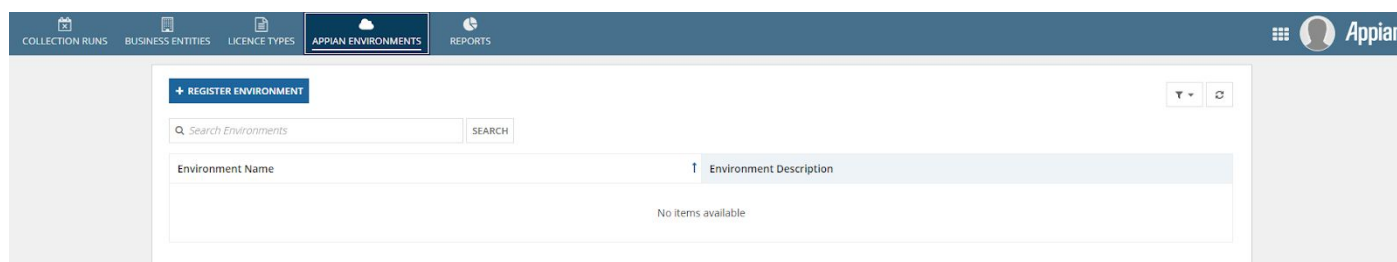 COLLECTION RUNS BUSINESS ENTITIES LICENCE TYPES APPIAN ENVIRONMENTS REPORTS
Appian
+ REGISTER ENVIRONMENT
Search Environments SEARCH
Environment Name ↑ Environment Description
No items available